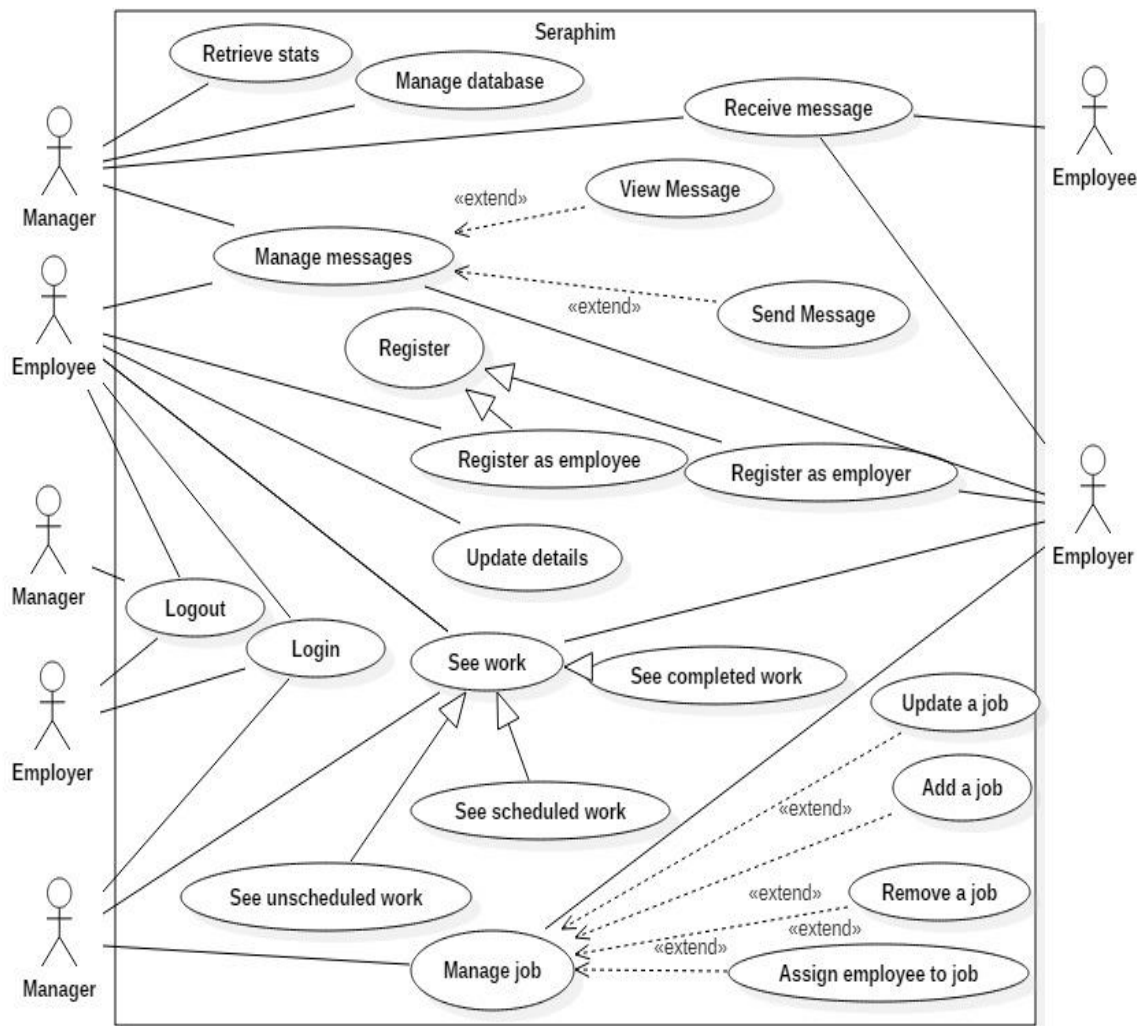 Seraphim
Retrieve stats
Manage database
Receive message
Manager
Employee
View Message
«extend»
Manage messages
Send Message
«extend»
Employee
Register
Register as employee
Register as employer
Update details
Employer
Manager
Logout
Login
See work
See completed work
Update a job
Employer
Add a job
«extend»
See scheduled work
See unscheduled work
Remove a job
«extend»
«extend»
«extend»
Manage job
Assign employee to job
Manager